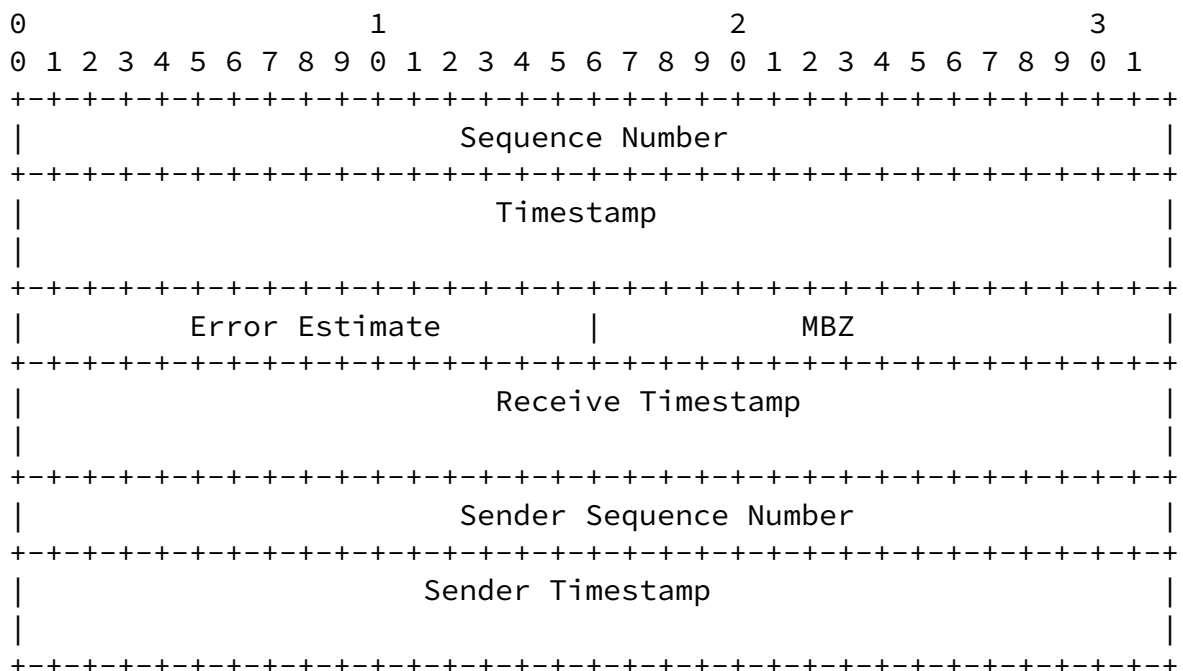 0                   1                   2                   3
0 1 2 3 4 5 6 7 8 9 0 1 2 3 4 5 6 7 8 9 0 1 2 3 4 5 6 7 8 9 0 1
+-+-+-+-+-+-+-+-+-+-+-+-+-+-+-+-+-+-+-+-+-+-+-+-+-+-+-+-+-+-+-+-+
|                        Sequence Number                        |
+-+-+-+-+-+-+-+-+-+-+-+-+-+-+-+-+-+-+-+-+-+-+-+-+-+-+-+-+-+-+-+-+
|                          Timestamp                            |
|                                                               |
+-+-+-+-+-+-+-+-+-+-+-+-+-+-+-+-+-+-+-+-+-+-+-+-+-+-+-+-+-+-+-+-+
|         Error Estimate        |           MBZ                 |
+-+-+-+-+-+-+-+-+-+-+-+-+-+-+-+-+-+-+-+-+-+-+-+-+-+-+-+-+-+-+-+-+
|                          Receive Timestamp                    |
|                                                               |
+-+-+-+-+-+-+-+-+-+-+-+-+-+-+-+-+-+-+-+-+-+-+-+-+-+-+-+-+-+-+-+-+
|                        Sender Sequence Number                 |
+-+-+-+-+-+-+-+-+-+-+-+-+-+-+-+-+-+-+-+-+-+-+-+-+-+-+-+-+-+-+-+-+
|                      Sender Timestamp                         |
|                                                               |
+-+-+-+-+-+-+-+-+-+-+-+-+-+-+-+-+-+-+-+-+-+-+-+-+-+-+-+-+-+-+-+-+